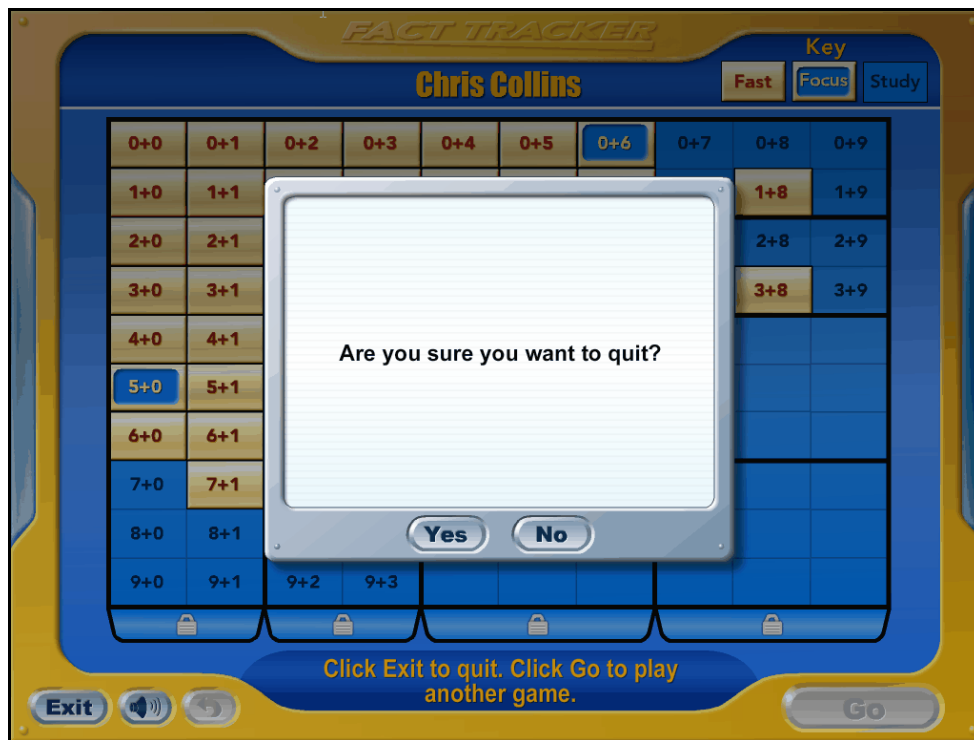 FACT TRACKER
Key
Chris Collins
Fast Focus Study
0+0 0+1 0+2 0+3 0+4 0+5 0+6 0+7 0+8 0+9
1+0 1+1 1+8 1+9
2+0 2+1 2+8 2+9
3+0 3+1 3+8 3+9
4+0 4+1
Are you sure you want to quit?
5+0 5+1
6+0 6+1
7+0 7+1
8+0 8+1
Yes No
9+0 9+1 9+2 9+3
Click Exit to quit. Click Go to play
another game.
Exit Go